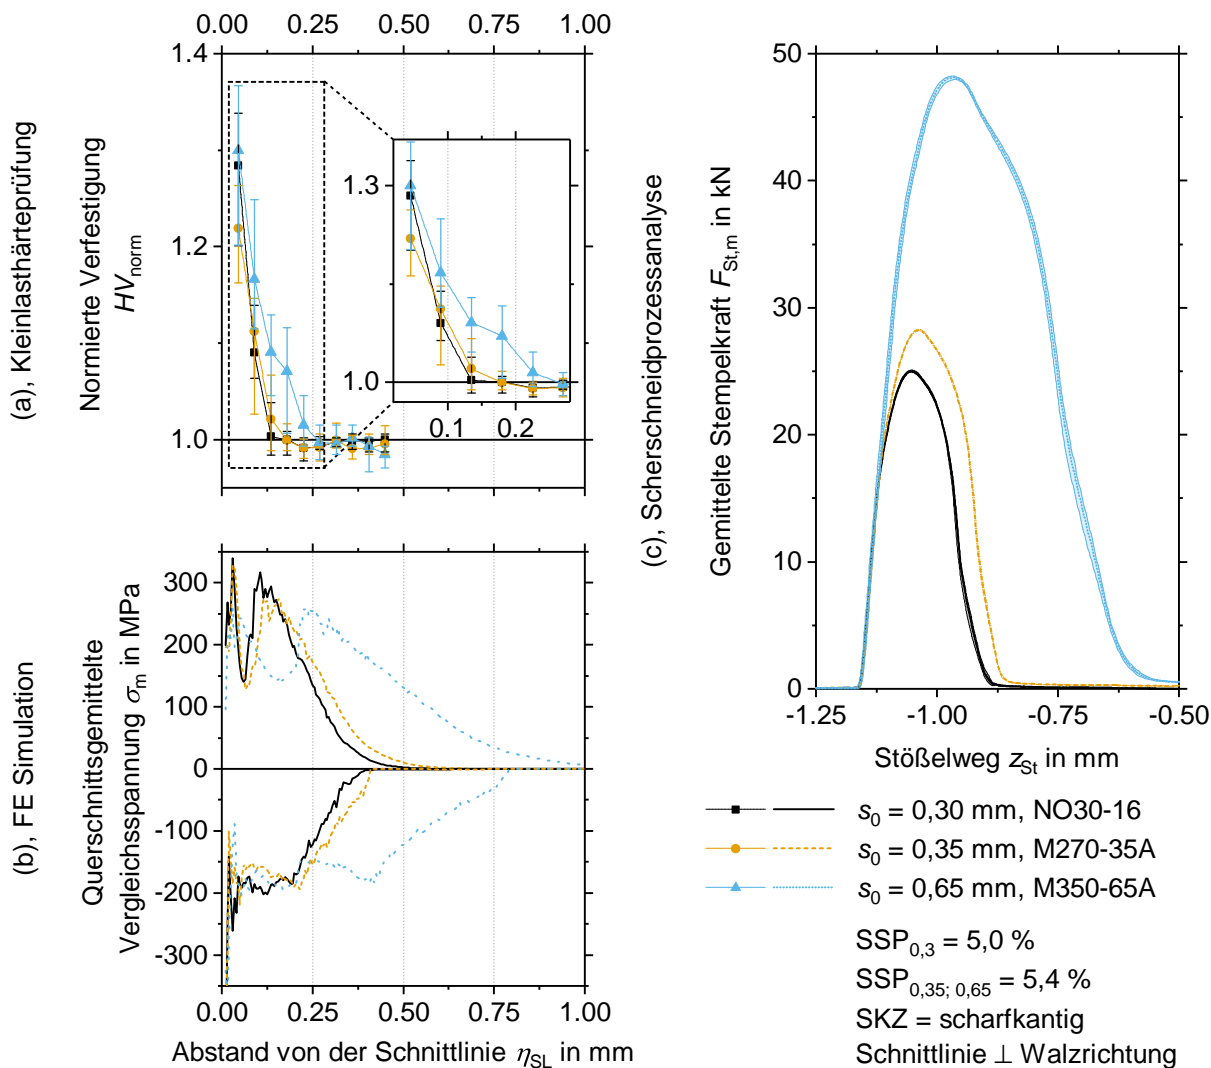 0.00 0.25 0.50 0.75 1.00
(a), Kleinlasthärteprüfung
Normierte Verfestigung
HVnorm
1.4
1.3
1.2
1.1
1.0
1.3
1.0
0.1 0.2
(b), FE Simulation
Querschnittsgemittelte
Vergleichsspannung σm in MPa
300
200
100
0
-100
-200
-300
0.00 0.25 0.50 0.75 1.00
Abstand von der Schnittlinie ηSL in mm
(c), Scherschneidprozessanalyse
Gemittelte Stempelkraft FSt,m in kN
50
40
30
20
10
0
-1.25 -1.00 -0.75 -0.50
Stößelweg zSt in mm
s0 = 0,30 mm, NO30-16
s0 = 0,35 mm, M270-35A
s0 = 0,65 mm, M350-65A
SSP0,3 = 5,0 %
SSP0,35; 0,65 = 5,4 %
SKZ = scharfkantig
Schnittlinie ⊥ Walzrichtung